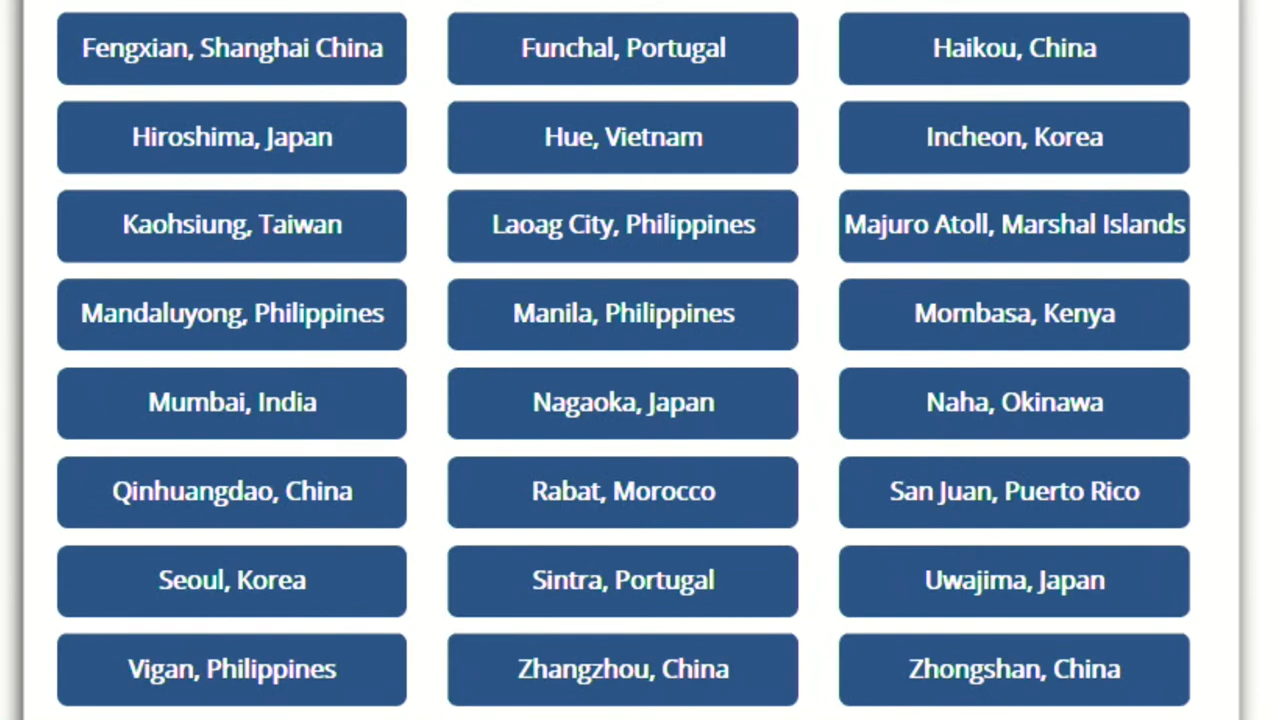 Fengxian, Shanghai China
Funchal, Portugal
Haikou, China
Hiroshima, Japan
Hue, Vietnam
Incheon, Korea
Kaohsiung, Taiwan
Laoag City, Philippines
Majuro Atoll, Marshal Islands
Mandaluyong, Philippines
Manila, Philippines
Mombasa, Kenya
Mumbai, India
Nagaoka, Japan
Naha, Okinawa
Qinhuangdao, China
Rabat, Morocco
San Juan, Puerto Rico
Seoul, Korea
Sintra, Portugal
Uwajima, Japan
Vigan, Philippines
Zhangzhou, China
Zhongshan, China